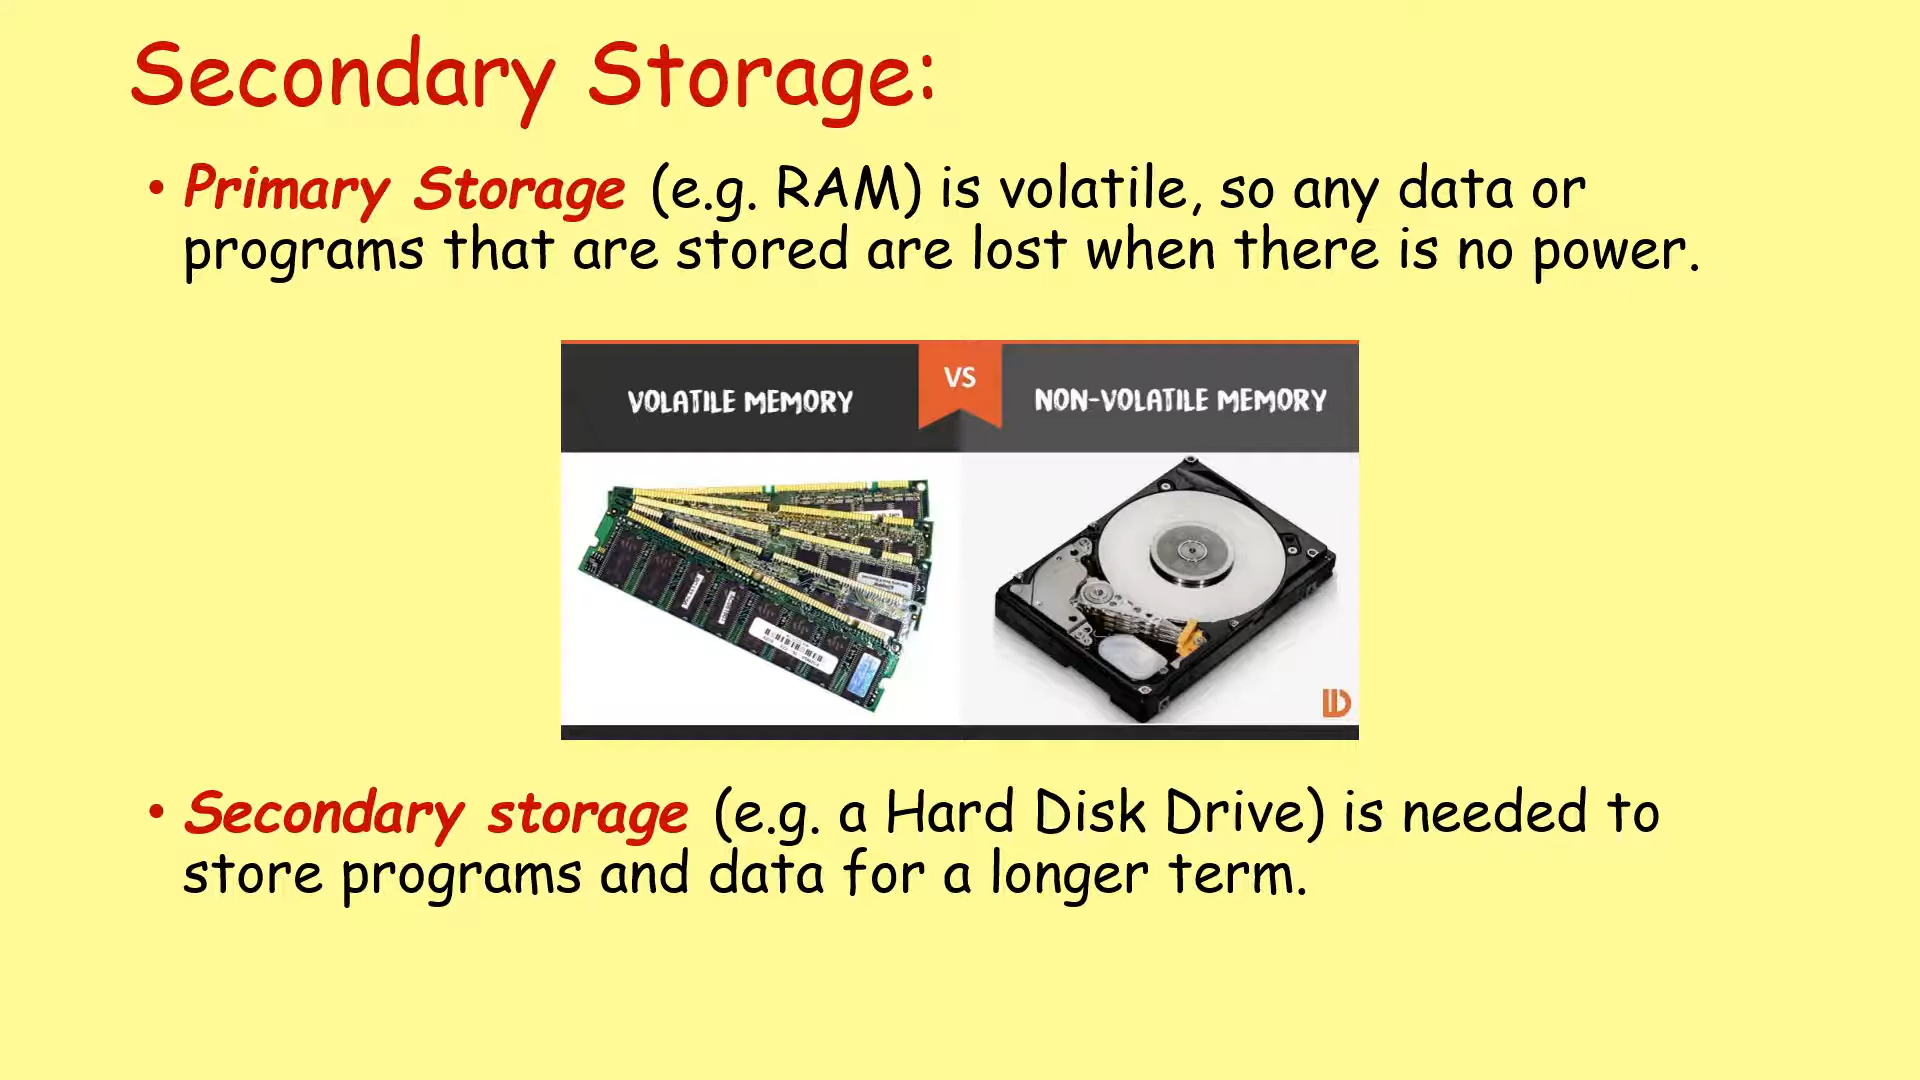 Secondary Storage:
• Primary Storage (e.g. RAM) is volatile, so any data or
programs that are stored are lost when there is no power.
VS
VOLATILE MEMORY
NON-VOLATILE MEMORY
• Secondary storage (e.g. a Hard Disk Drive) is needed to
store programs and data for a longer term.